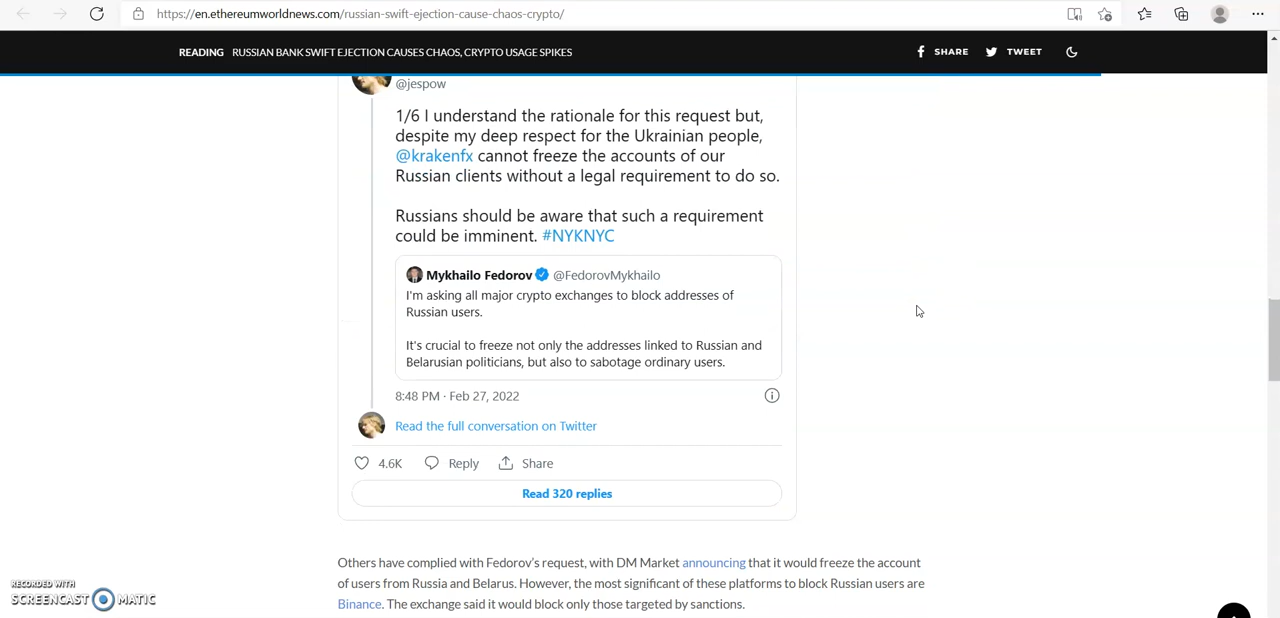 https://en.ethereumworldnews.com/russian-swift-ejection-cause-chaos-crypto/
READING RUSSIAN BANK SWIFT EJECTION CAUSES CHAOS, CRYPTO USAGE SPIKES
SHARE TWEET
@jespow
1/6 I understand the rationale for this request but,
despite my deep respect for the Ukrainian people,
@krakenfx cannot freeze the accounts of our
Russian clients without a legal requirement to do so.
Russians should be aware that such a requirement
could be imminent. #NYKNYC
Mykhailo Fedorov @FedorovMykhailo
I'm asking all major crypto exchanges to block addresses of
Russian users.
It's crucial to freeze not only the addresses linked to Russian and
Belarusian politicians, but also to sabotage ordinary users.
8:48 PM · Feb 27, 2022
Read the full conversation on Twitter
4.6K Reply Share
Read 320 replies
Others have complied with Fedorov's request, with DM Market announcing that it would freeze the account
of users from Russia and Belarus. However, the most significant of these platforms to block Russian users are
Binance. The exchange said it would block only those targeted by sanctions.
RECORDED WITH
SCREENCAST MATIC